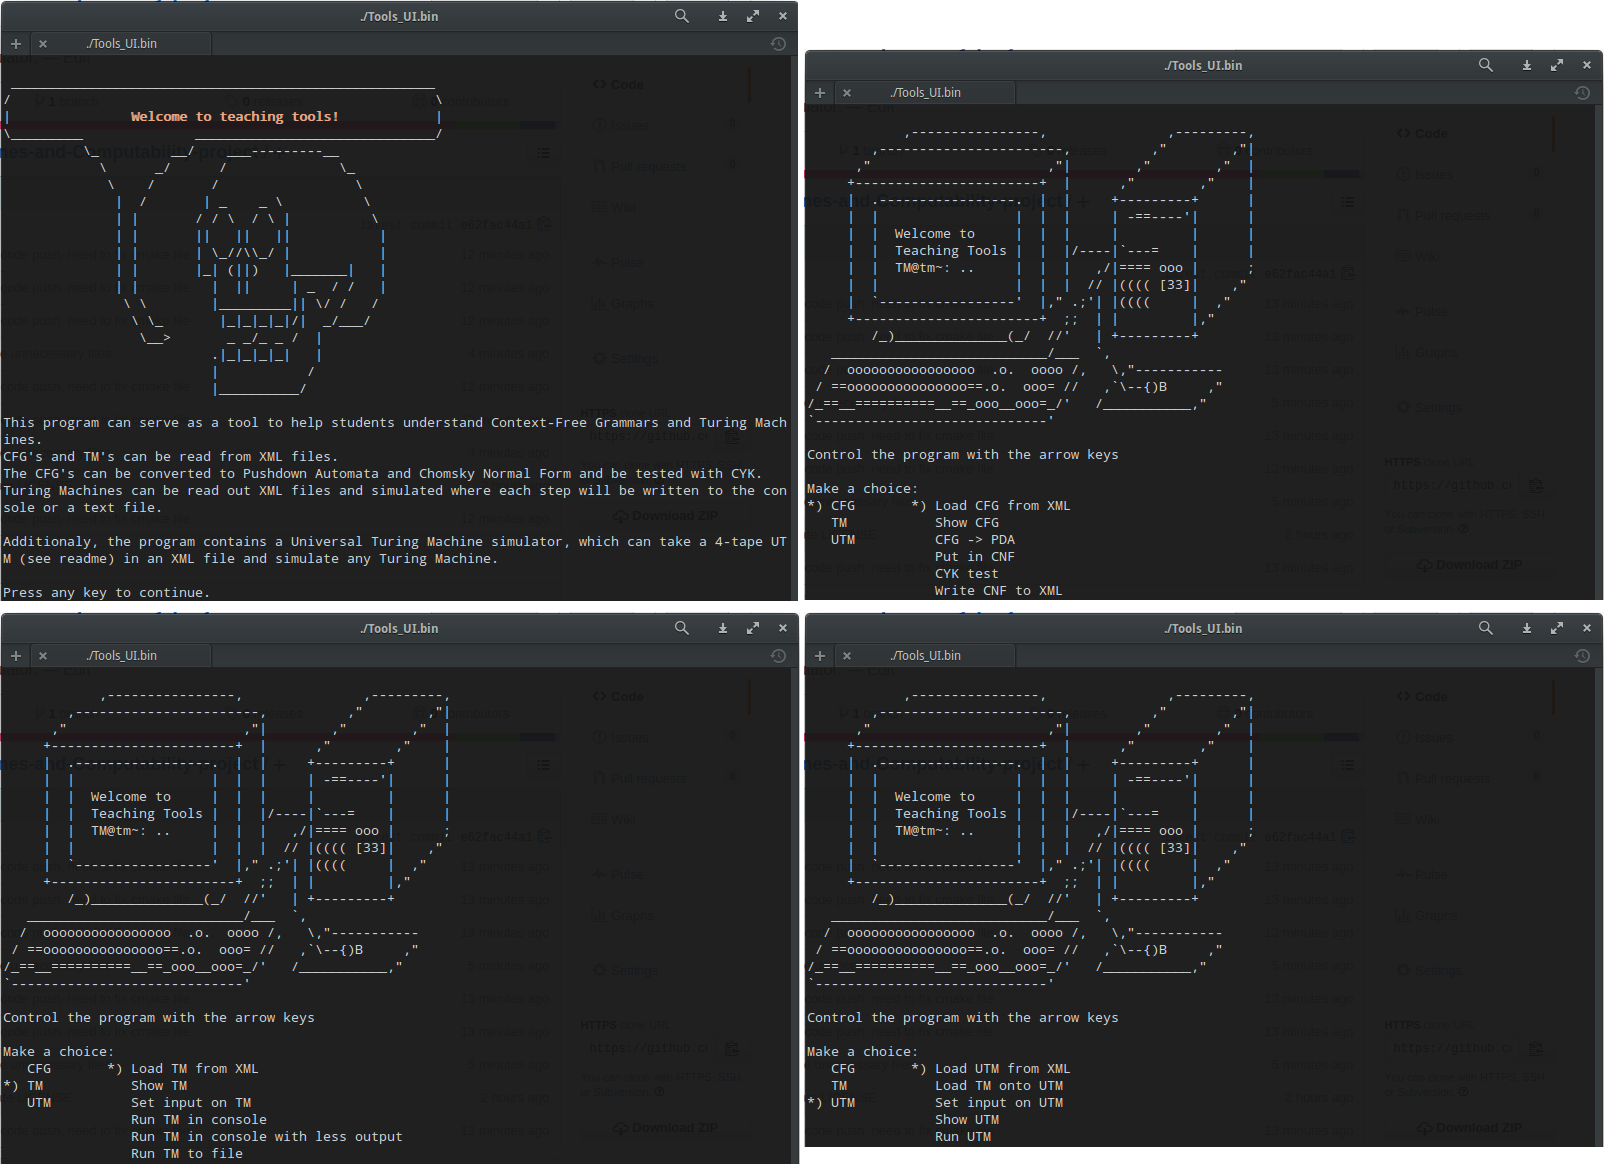 ./Tools_UI.bin
./Tools_UI.bin
Welcome to teaching tools!
This program can serve as a tool to help students understand Context-Free Grammars and Turing Mach
ines.
CFG's and TM's can be read from XML files.
The CFG's can be converted to Pushdown Automata and Chomsky Normal Form and be tested with CYK.
Turing Machines can be read out XML files and simulated where each step will be written to the con
sole or a text file.
Additionaly, the program contains a Universal Turing Machine simulator, which can take a 4-tape UT
M (see readme) in an XML file and simulate any Turing Machine.
Press any key to continue.
./Tools_UI.bin
./Tools_UI.bin
Welcome to
Teaching Tools
TM@tm~: ..
[33]
Control the program with the arrow keys
Make a choice:
*) CFG *) Load CFG from XML
TM Show CFG
UTM CFG -> PDA
Put in CNF
CYK test
Write CNF to XML
./Tools_UI.bin
./Tools_UI.bin
Welcome to
Teaching Tools
TM@tm~: ..
[33]
Control the program with the arrow keys
Make a choice:
CFG *) Load TM from XML
*) TM Show TM
UTM Set input on TM
Run TM in console
Run TM in console with less output
Run TM to file
./Tools_UI.bin
./Tools_UI.bin
Welcome to
Teaching Tools
TM@tm~: ..
[33]
Control the program with the arrow keys
Make a choice:
CFG *) Load UTM from XML
TM Load TM onto UTM
*) UTM Set input on UTM
Show UTM
Run UTM